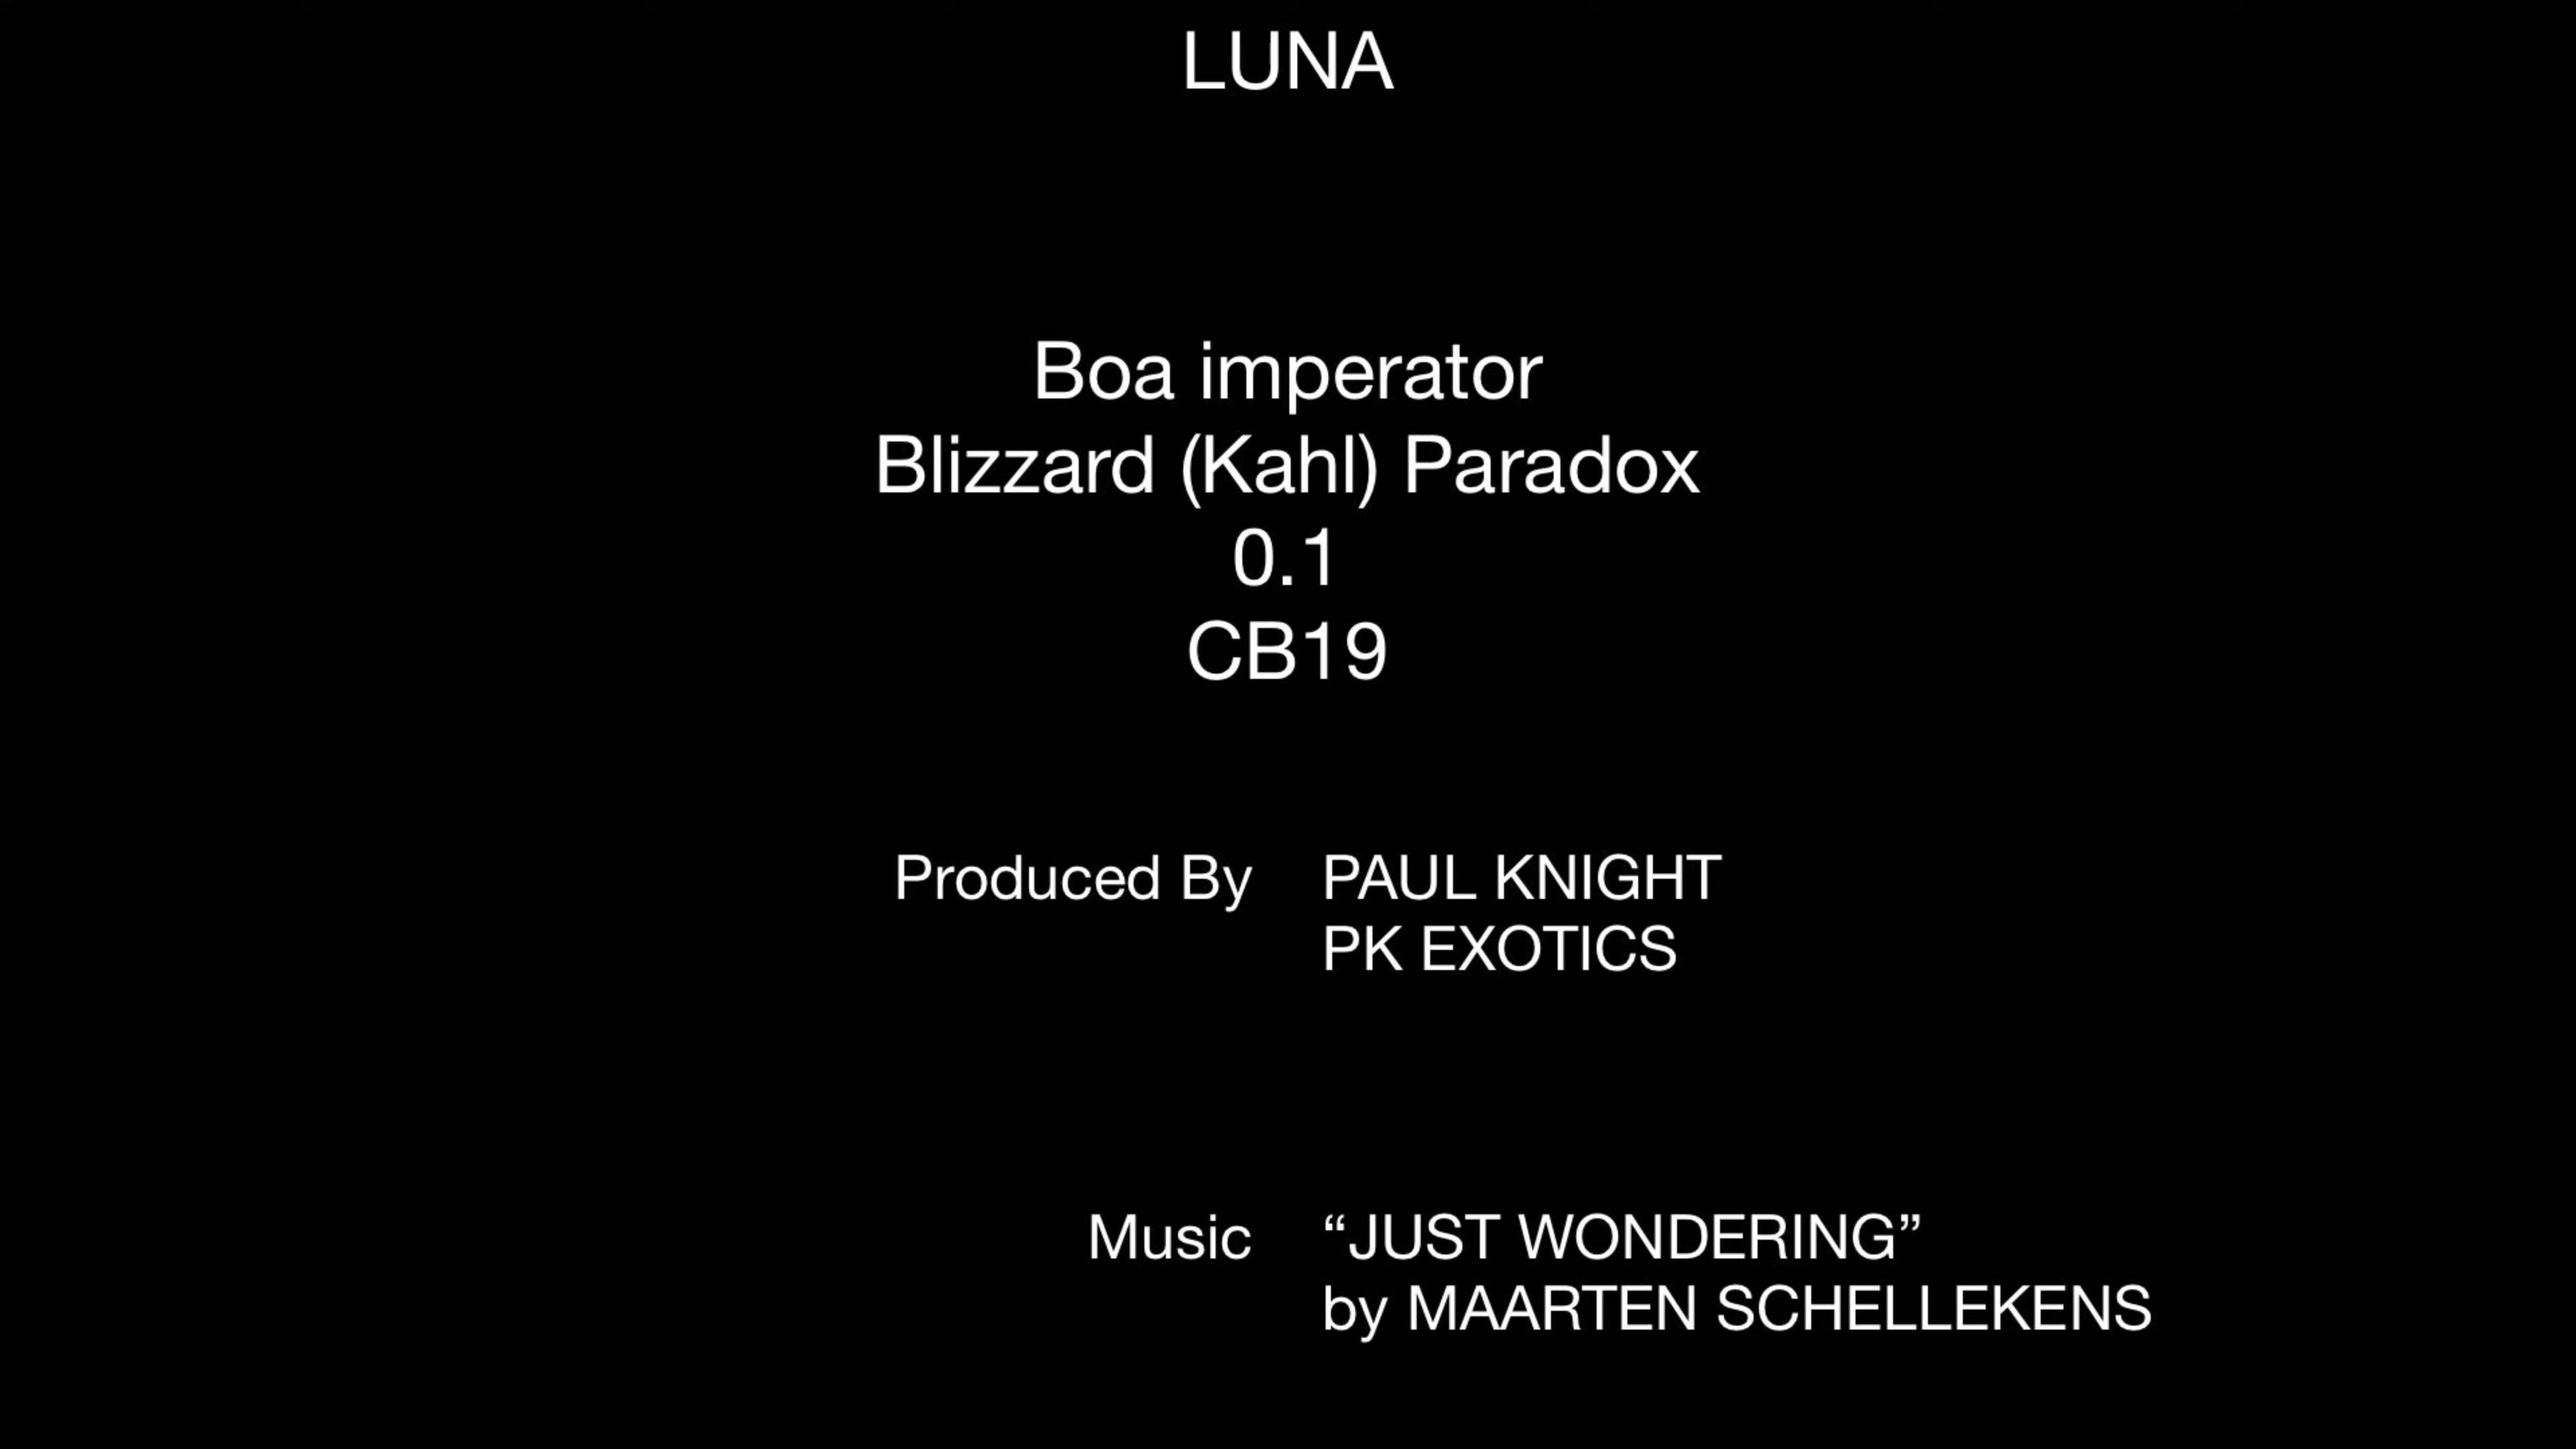 LUNA
Boa imperator
Blizzard (Kahl) Paradox
0.1
CB19
Produced By PAUL KNIGHT
PK EXOTICS
Music “JUST WONDERING”
by MAARTEN SCHELLEKENS